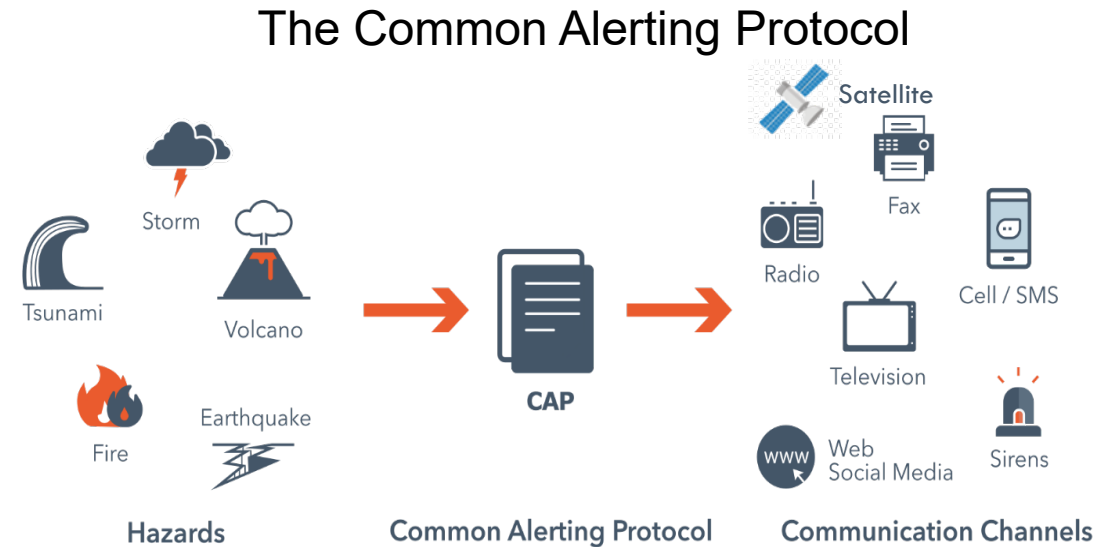 The Common Alerting Protocol
Storm
Tsunami
Volcano
Fire
Earthquake
Hazards
CAP
Common Alerting Protocol
Satellite
Fax
Radio
Cell / SMS
Television
www
Web
Social Media
Sirens
Communication Channels